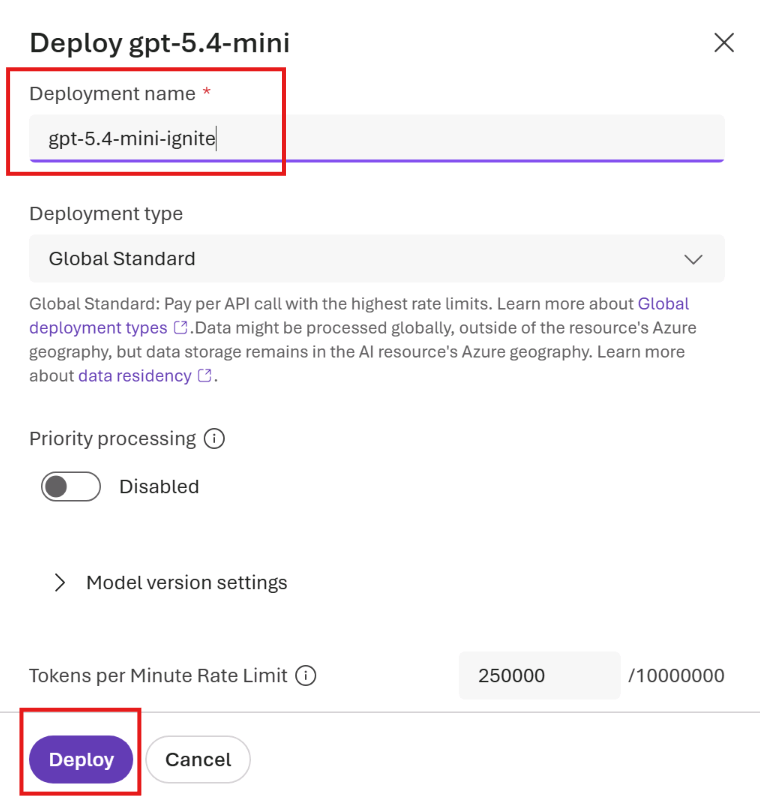 Deploy gpt-5.4-mini
Deployment name *
gpt-5.4-mini-ignite
Deployment type
Global Standard
Global Standard: Pay per API call with the highest rate limits. Learn more about Global
deployment types .Data might be processed globally, outside of the resource's Azure
geography, but data storage remains in the AI resource's Azure geography. Learn more
about data residency .
Priority processing
Disabled
Model version settings
Tokens per Minute Rate Limit 250000 /10000000
Deploy Cancel